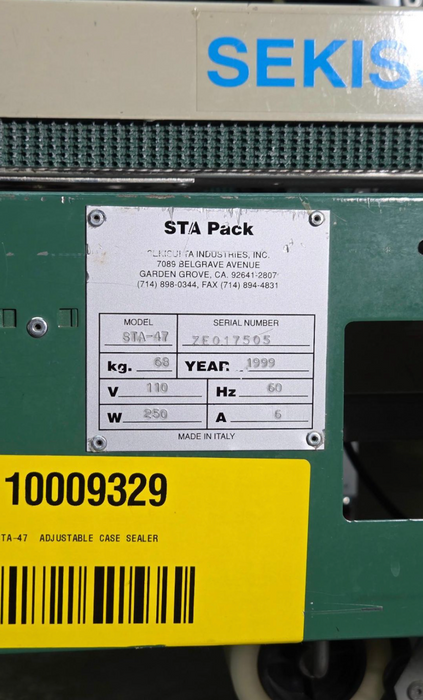 SEKIS
STA Pack
INDUSTRIES, INC.
7089 BELGRAVE AVENUE
GARDEN GROVE, CA. 92641-2807
(714) 898-0344, FAX (714) 894-4831
MODEL SERIAL NUMBER
STA-47 ZE017505
kg. 68 YEAR 1999
V 110 Hz 60
W 250 A 6
MADE IN ITALY
10009329
TA-47 ADJUSTABLE CASE SEALER